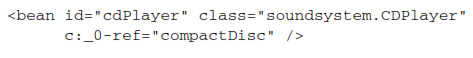 <bean id="cdPlayer" class="soundsystem.CDPlayer"
c:_0-ref="compactDisc" />